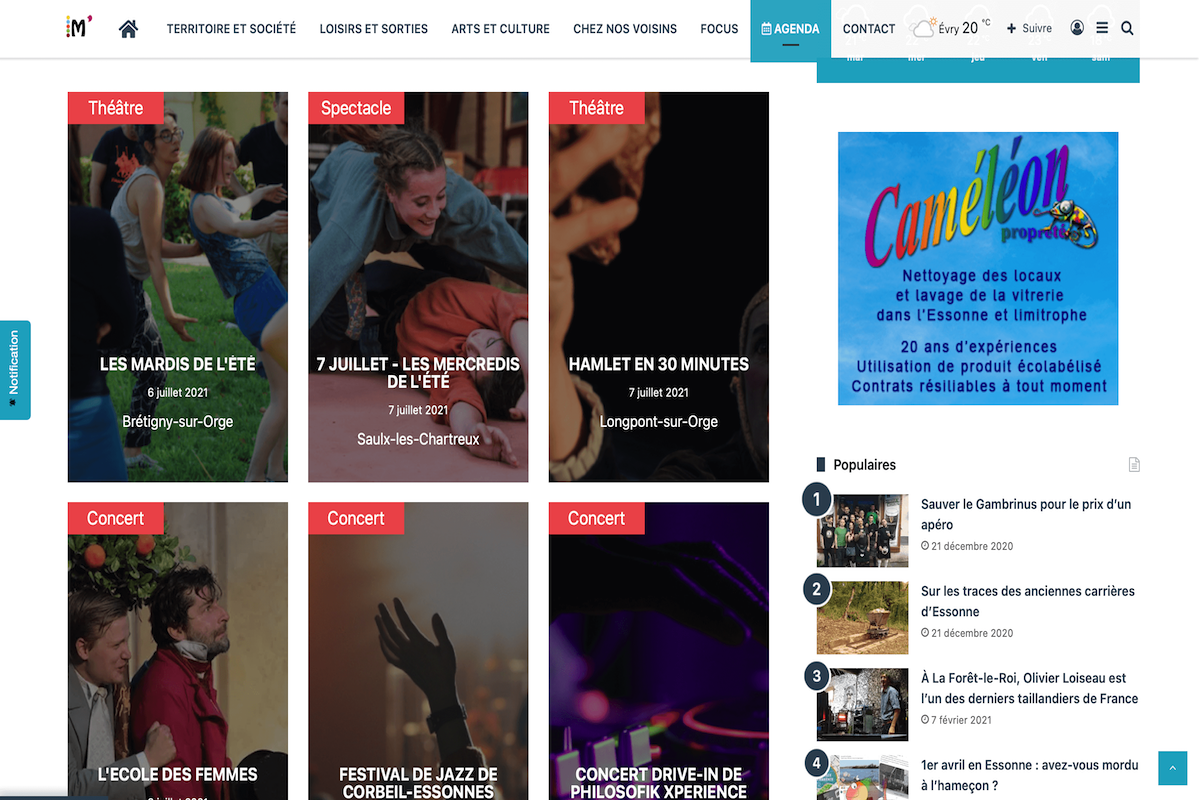 iM'
TERRITOIRE ET SOCIÉTÉ
LOISIRS ET SORTIES
ARTS ET CULTURE
CHEZ NOS VOISINS
FOCUS
AGENDA
CONTACT
Évry 20 °C
Suivre
mar mer jeu ven sam
Théâtre
LES MARDIS DE L'ÉTÉ
6 juillet 2021
Brétigny-sur-Orge
Spectacle
7 JUILLET - LES MERCREDIS
DE L'ÉTÉ
7 juillet 2021
Saulx-les-Chartreux
Théâtre
HAMLET EN 30 MINUTES
7 juillet 2021
Longpont-sur-Orge
Concert
L'ECOLE DES FEMMES
Concert
FESTIVAL DE JAZZ DE
CORBEIL-ESSONNES
Concert
CONCERT DRIVE-IN DE
PHILOSOFIK XPERIENCE
Notification
Caméléon
propreté
Nettoyage des locaux
et lavage de la vitrerie
dans l'Essonne et limitrophe
20 ans d'expériences
Utilisation de produit écolabélisé
Contrats résiliables à tout moment
Populaires
1
Sauver le Gambrinus pour le prix d'un
apéro
21 décembre 2020
2
Sur les traces des anciennes carrières
d'Essonne
21 décembre 2020
3
À La Forêt-le-Roi, Olivier Loiseau est
l'un des derniers taillandiers de France
7 février 2021
4
1er avril en Essonne : avez-vous mordu
à l'hameçon ?